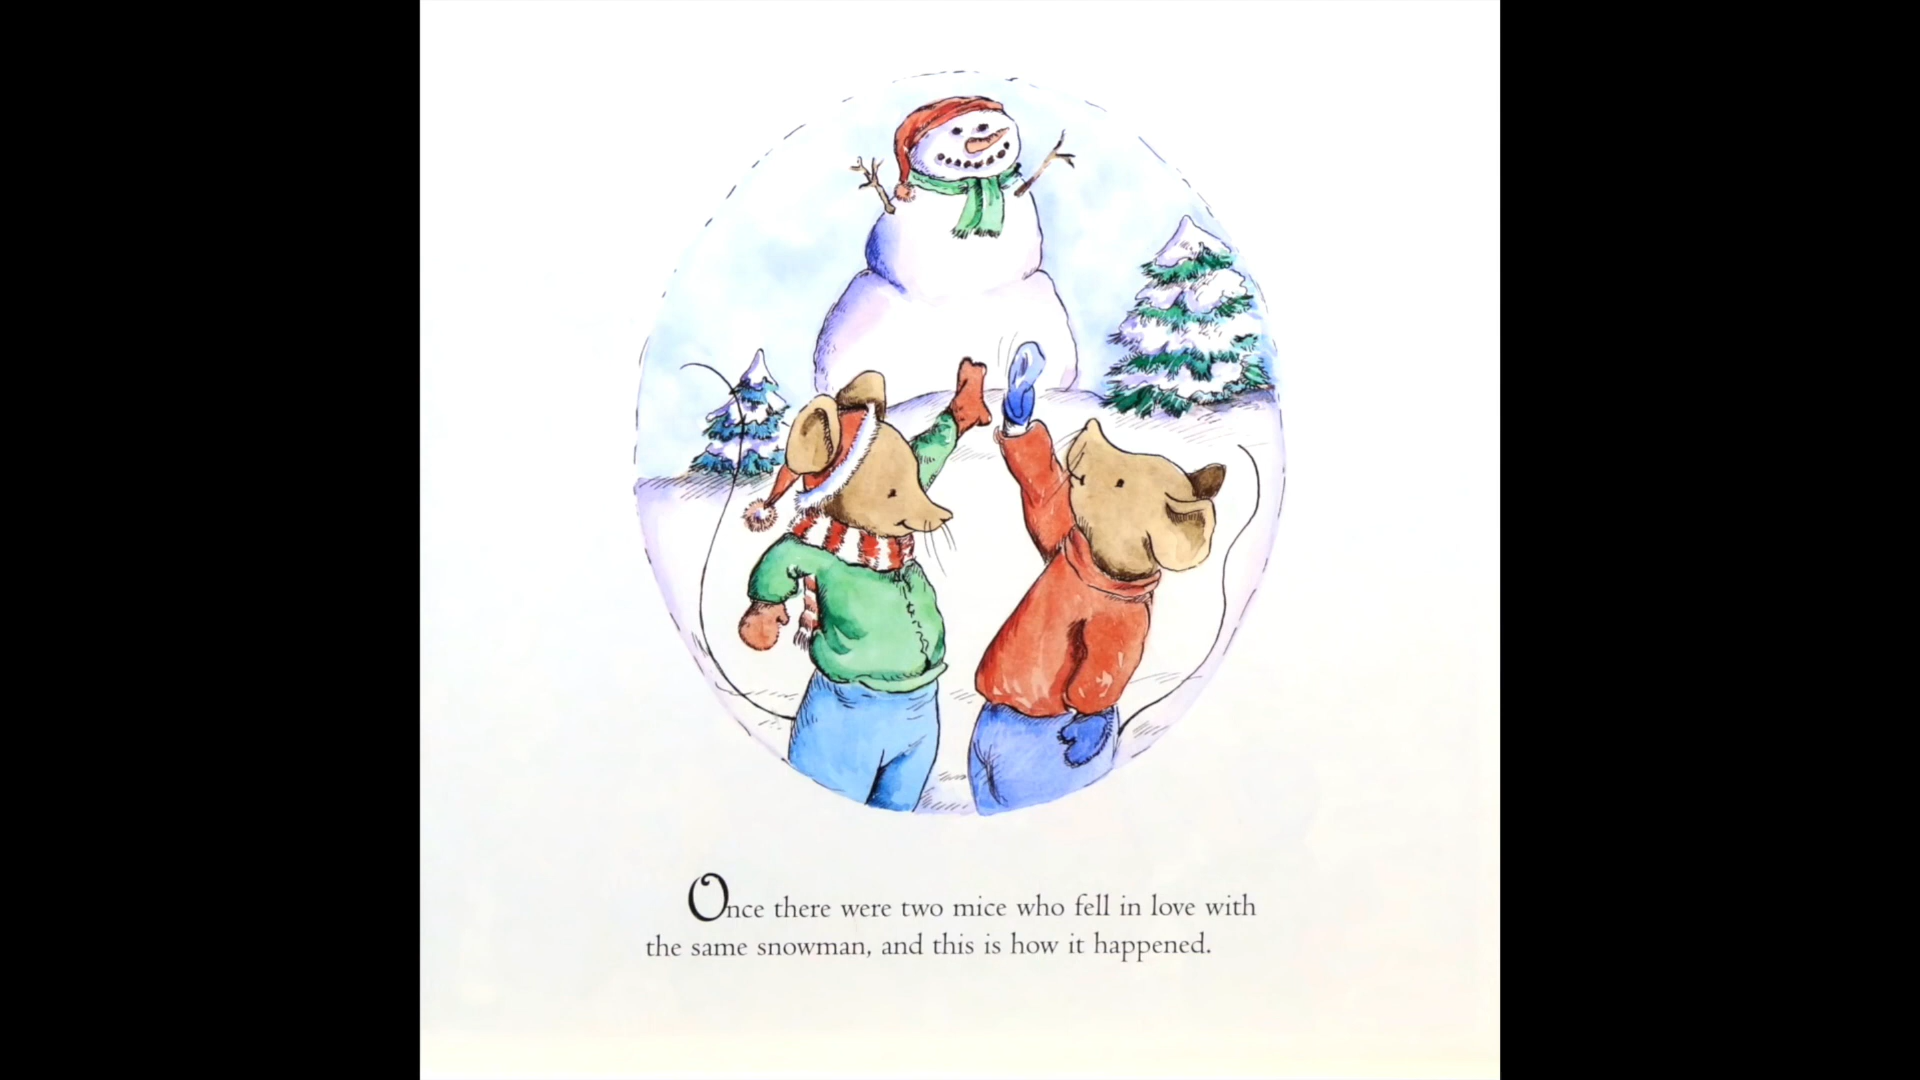 Once there were two mice who fell in love with
the same snowman, and this is how it happened.